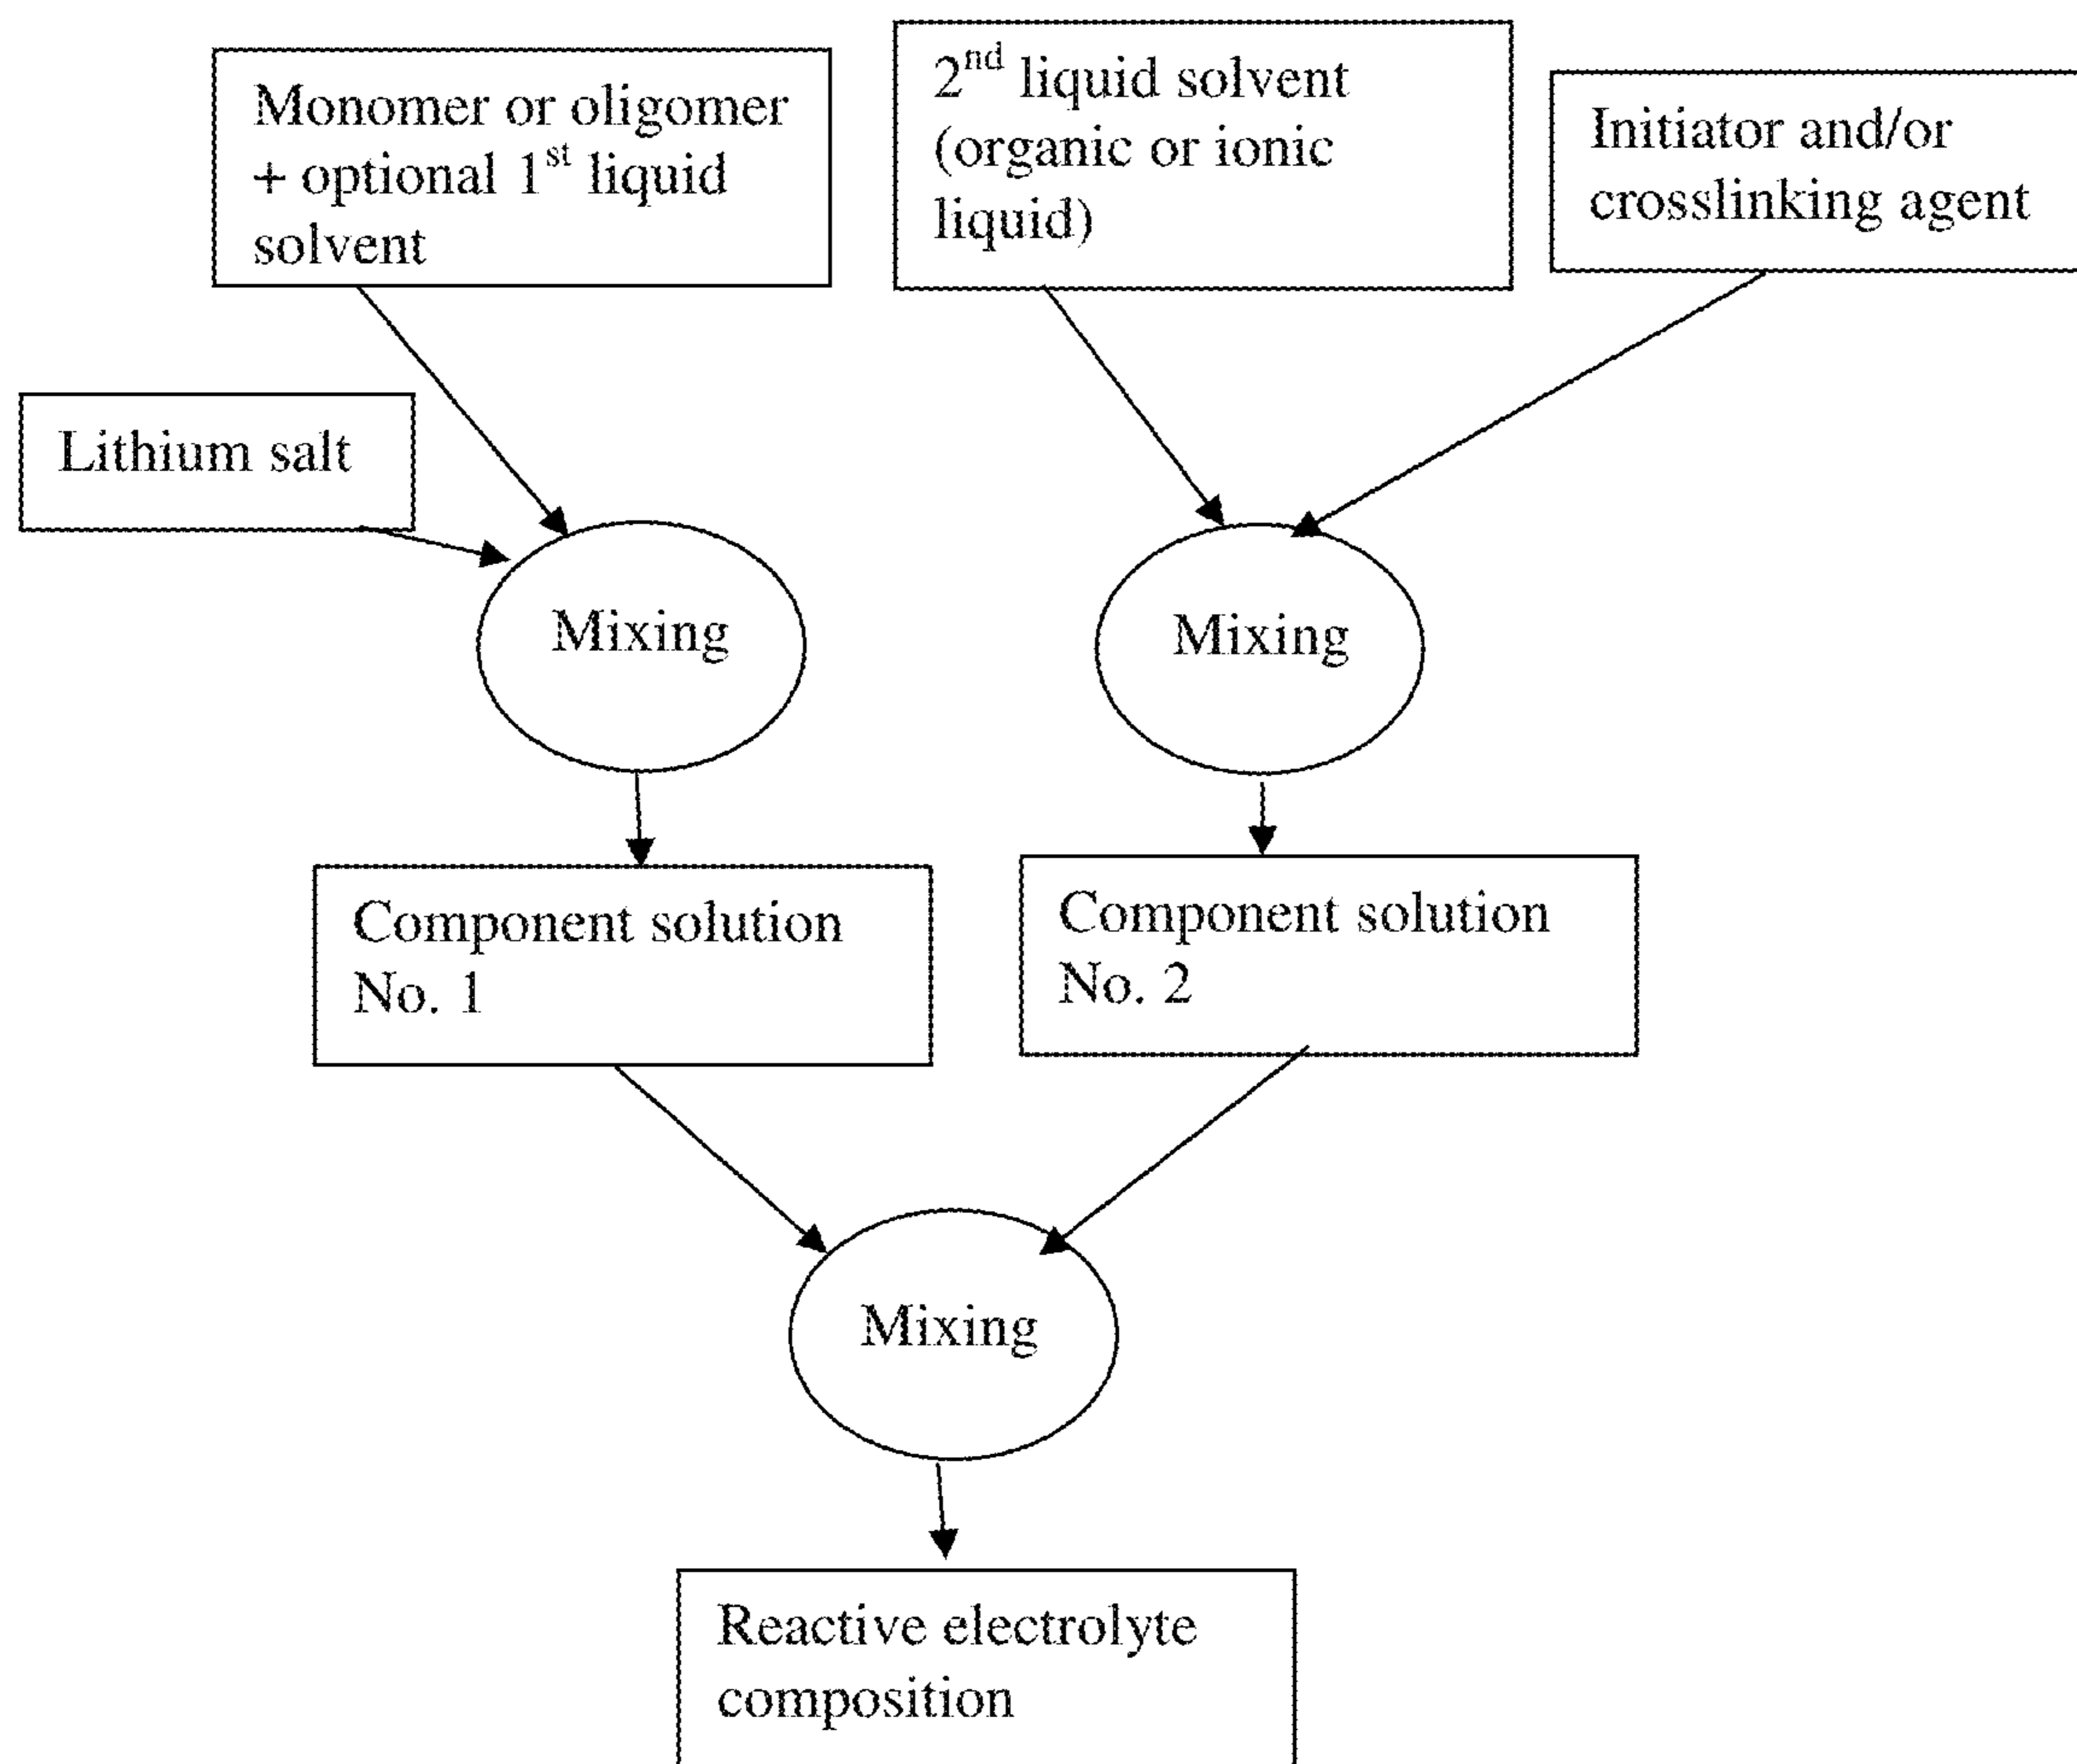 Monomer or oligomer
+ optional 1st liquid
solvent
2nd liquid solvent
(organic or ionic
liquid)
Initiator and/or
crosslinking agent
Lithium salt
Mixing
Mixing
Component solution
No. 1
Component solution
No. 2
Mixing
Reactive electrolyte
composition